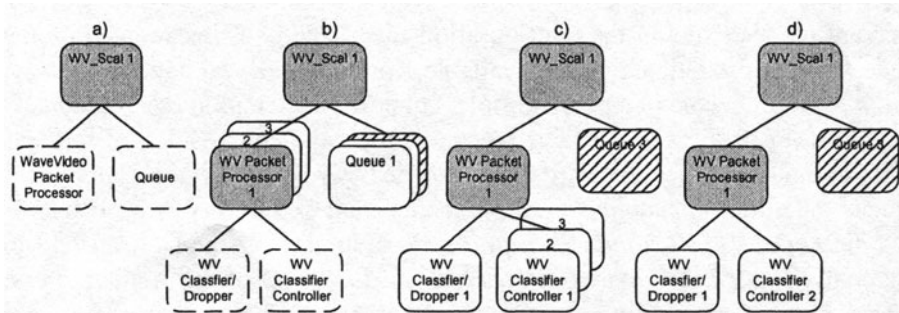 a)
b)
c)
d)
WV_Scal 1
WV_Scal 1
WV_Scal 1
WV_Scal 1
WaveVideo
Packet
Processor
Queue
3
2
WV Packet
Processor
1
Queue 1
WV Packet
Processor
1
Queue 3
WV Packet
Processor
1
Queue 3
WV
Classfier/
Dropper
WV
Classifier
Controller
WV
Classfier/
Dropper 1
3
2
WV
Classifier
Controller 1
WV
Classfier/
Dropper 1
WV
Classifier
Controller 2